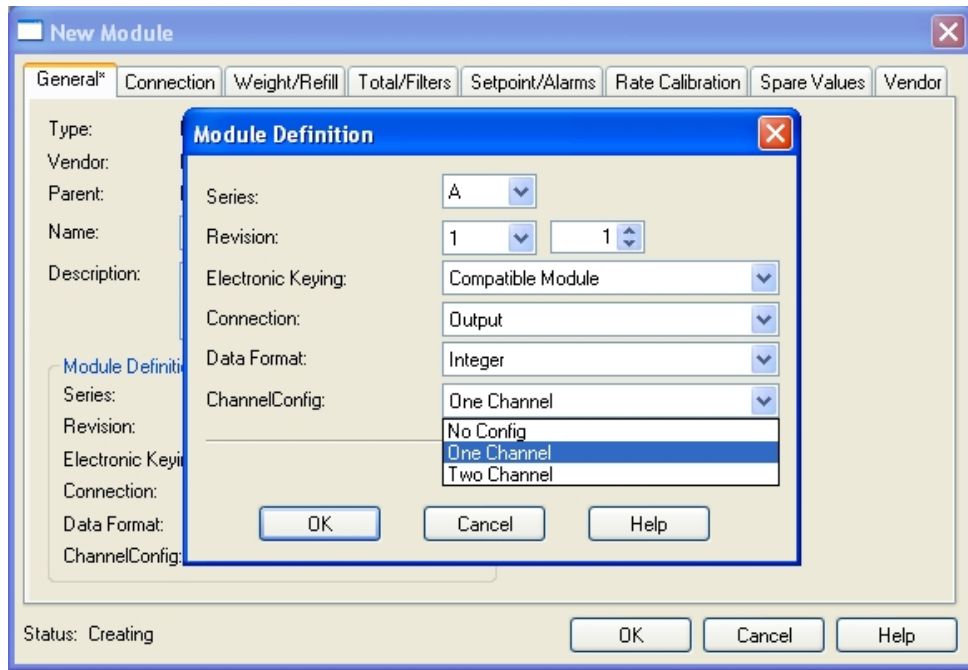 New Module
General* Connection Weight/Refill Total/Filters Setpoint/Alarms Rate Calibration Spare Values Vendor
Type:
Vendor:
Parent:
Name:
Description:
Module Definiti
Series:
Revision:
Electronic Keyi
Connection:
Data Format:
ChannelConfig:
Module Definition
Series: A
Revision: 1 1
Electronic Keying: Compatible Module
Connection: Output
Data Format: Integer
ChannelConfig: One Channel
No Config
One Channel
Two Channel
OK Cancel Help
Status: Creating OK Cancel Help